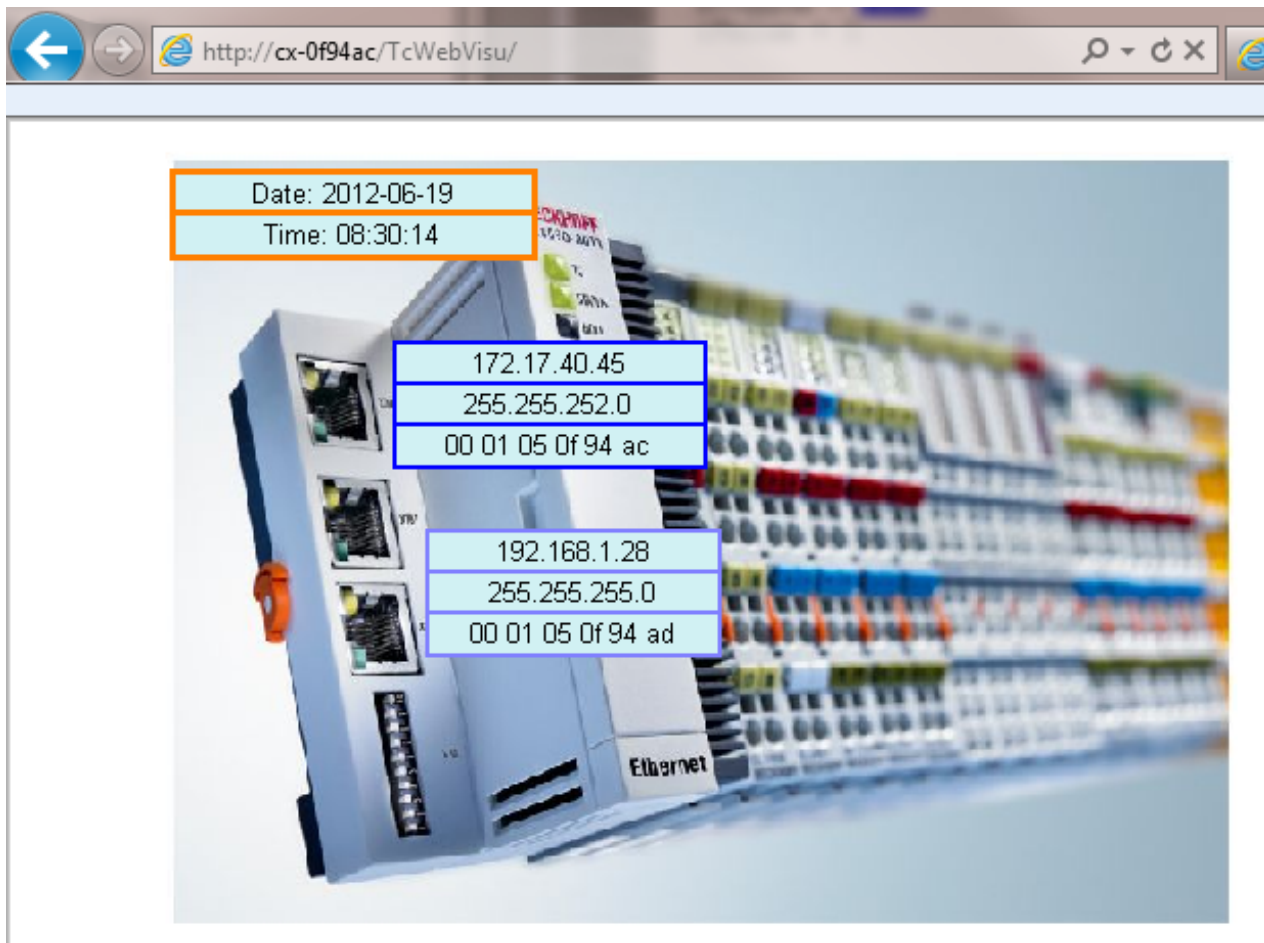 http://cx-0f94ac/TcWebVisu/
Date: 2012-06-19
Time: 08:30:14
BECKHOFF
172.17.40.45
255.255.252.0
00 01 05 0f 94 ac
192.168.1.28
255.255.255.0
00 01 05 0f 94 ad
Ethernet